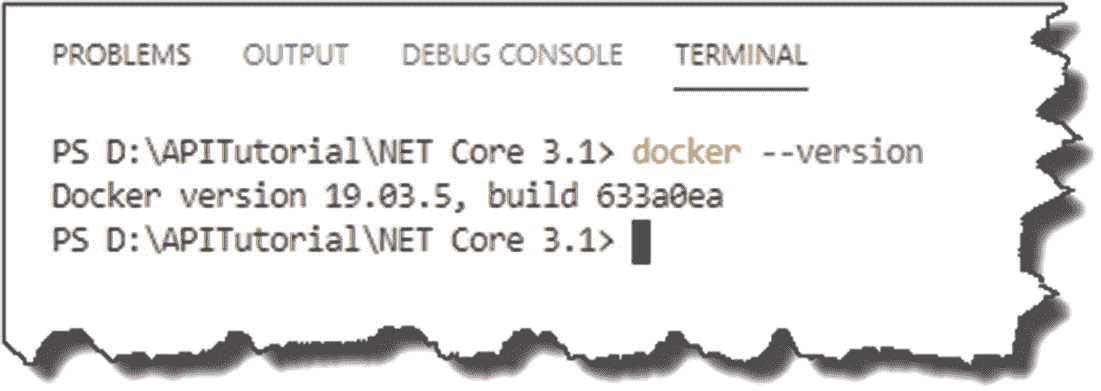 PROBLEMS OUTPUT DEBUG CONSOLE TERMINAL
PS D:\APITutorial\NET Core 3.1> docker --version
Docker version 19.03.5, build 633a0ea
PS D:\APITutorial\NET Core 3.1>